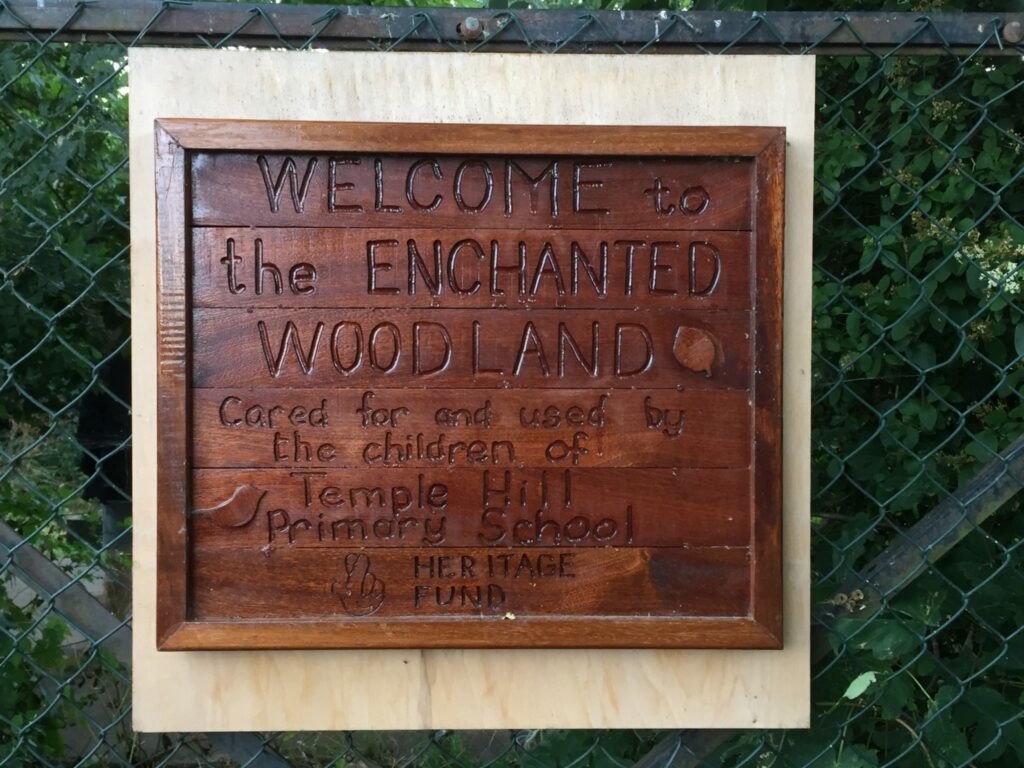 WELCOME to
the ENCHANTED
WOODLAND
Cared for and used by
the children of
Temple Hill
Primary School
HERITAGE
FUND